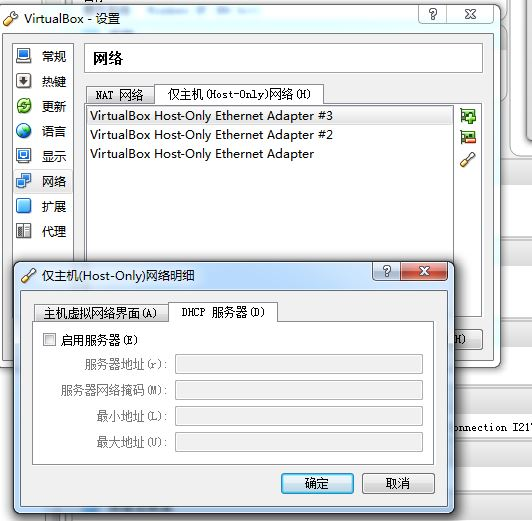 VirtualBox - 设置
常规
热键
更新
语言
显示
网络
扩展
代理
网络
NAT 网络
仅主机(Host-Only)网络(H)
VirtualBox Host-Only Ethernet Adapter #3
VirtualBox Host-Only Ethernet Adapter #2
VirtualBox Host-Only Ethernet Adapter
仅主机(Host-Only)网络明细
主机虚拟网络界面(A)
DHCP 服务器(D)
启用服务器(E)
服务器地址(r):
服务器网络掩码(M):
最小地址(L):
最大地址(U):
确定
取消
H)
onnection I217